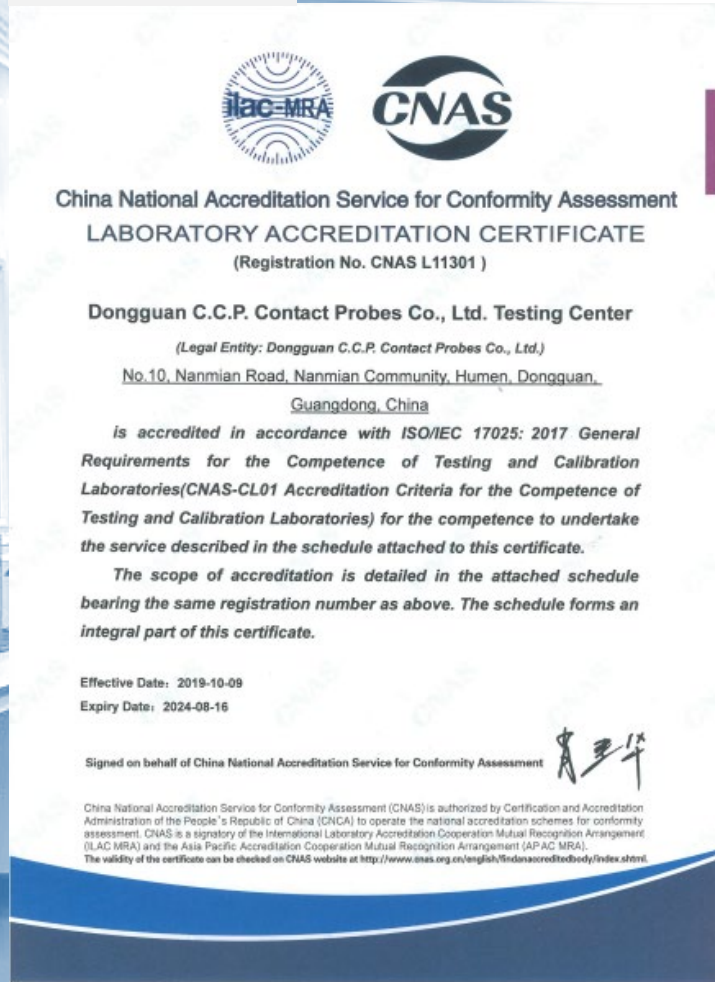 ilac-MRA
CNAS
China National Accreditation Service for Conformity Assessment
LABORATORY ACCREDITATION CERTIFICATE
(Registration No. CNAS L11301 )
Dongguan C.C.P. Contact Probes Co., Ltd. Testing Center
(Legal Entity: Dongguan C.C.P. Contact Probes Co., Ltd.)
No.10, Nanmian Road, Nanmian Community, Humen, Dongguan,
Guangdong, China
is accredited in accordance with ISO/IEC 17025: 2017 General
Requirements for the Competence of Testing and Calibration
Laboratories(CNAS-CL01 Accreditation Criteria for the Competence of
Testing and Calibration Laboratories) for the competence to undertake
the service described in the schedule attached to this certificate.
The scope of accreditation is detailed in the attached schedule
bearing the same registration number as above. The schedule forms an
integral part of this certificate.
Effective Date: 2019-10-09
Expiry Date: 2024-08-16
Signed on behalf of China National Accreditation Service for Conformity Assessment
China National Accreditation Service for Conformity Assessment (CNAS) is authorized by Certification and Accreditation
Administration of the People's Republic of China (CNCA) to operate the national accreditation schemes for conformity
assessment. CNAS is a signatory of the International Laboratory Accreditation Cooperation Mutual Recognition Arrangement
(ILAC MRA) and the Asia Pacific Accreditation Cooperation Mutual Recognition Arrangement (APAC MRA).
The validity of the certificate can be checked on CNAS website at http://www.cnas.org.cn/english/findanaccreditedbody/index.shtml.